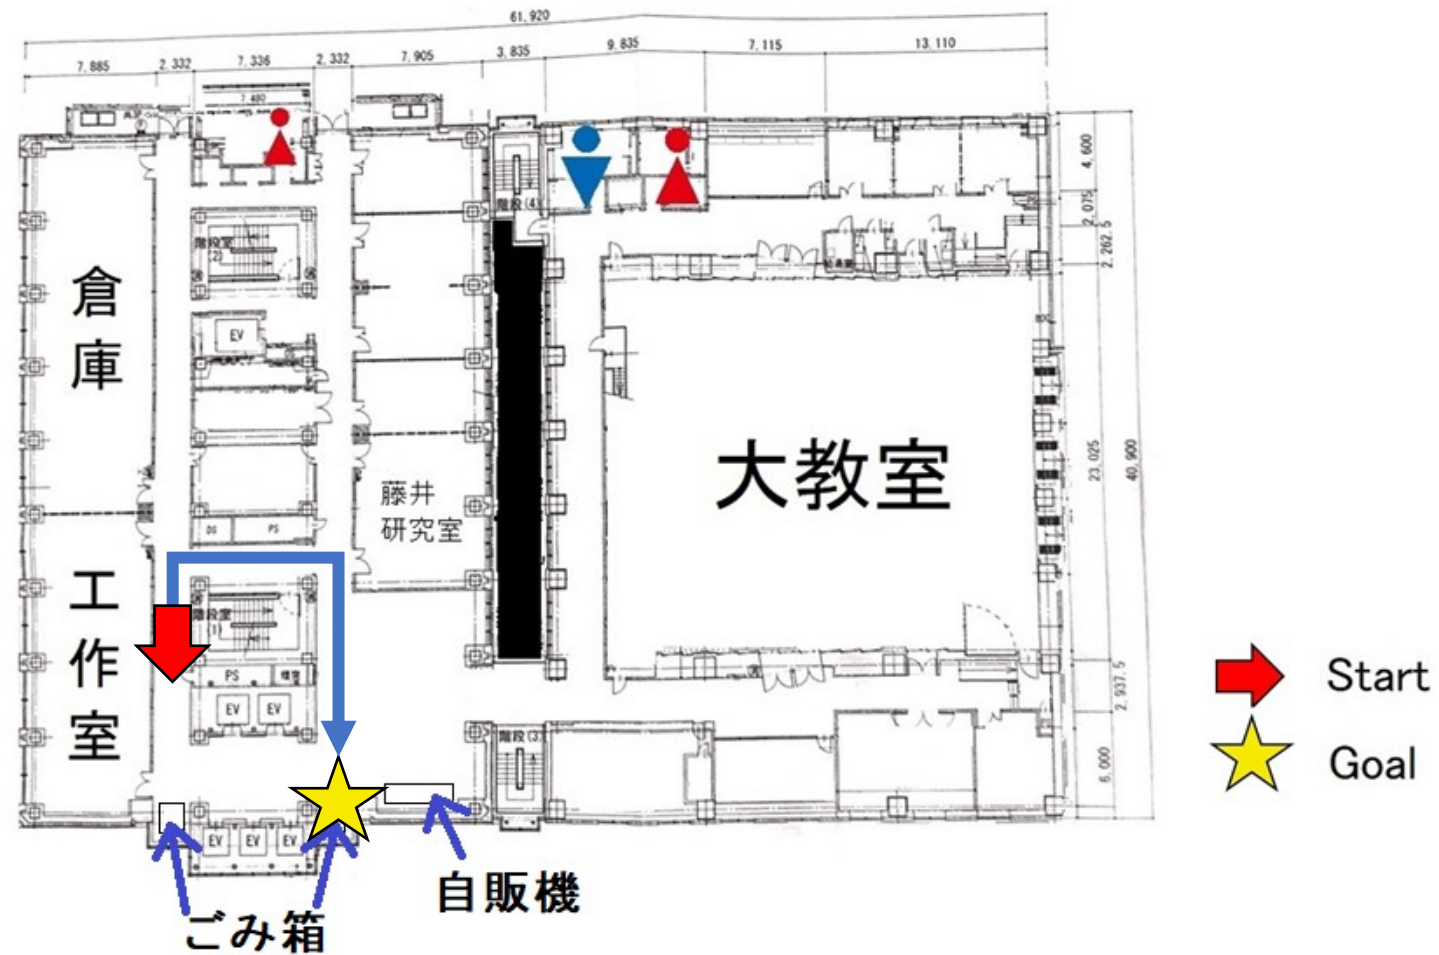 61,920
7,885
2,332
7,336
2,332
7,905
3,835
9,835
7,115
13,110
7,480
4,600
2,075
2,262.5
23,025
40,900
2,937.5
6,000
階段(4)
階段室
(2)
EV
倉
庫
大教室
藤井
研究室
DS
PS
工
作
室
階段室
(1)
PS
EV
EV
階段(3)
EV
EV
EV
ごみ箱
自販機
Start
Goal